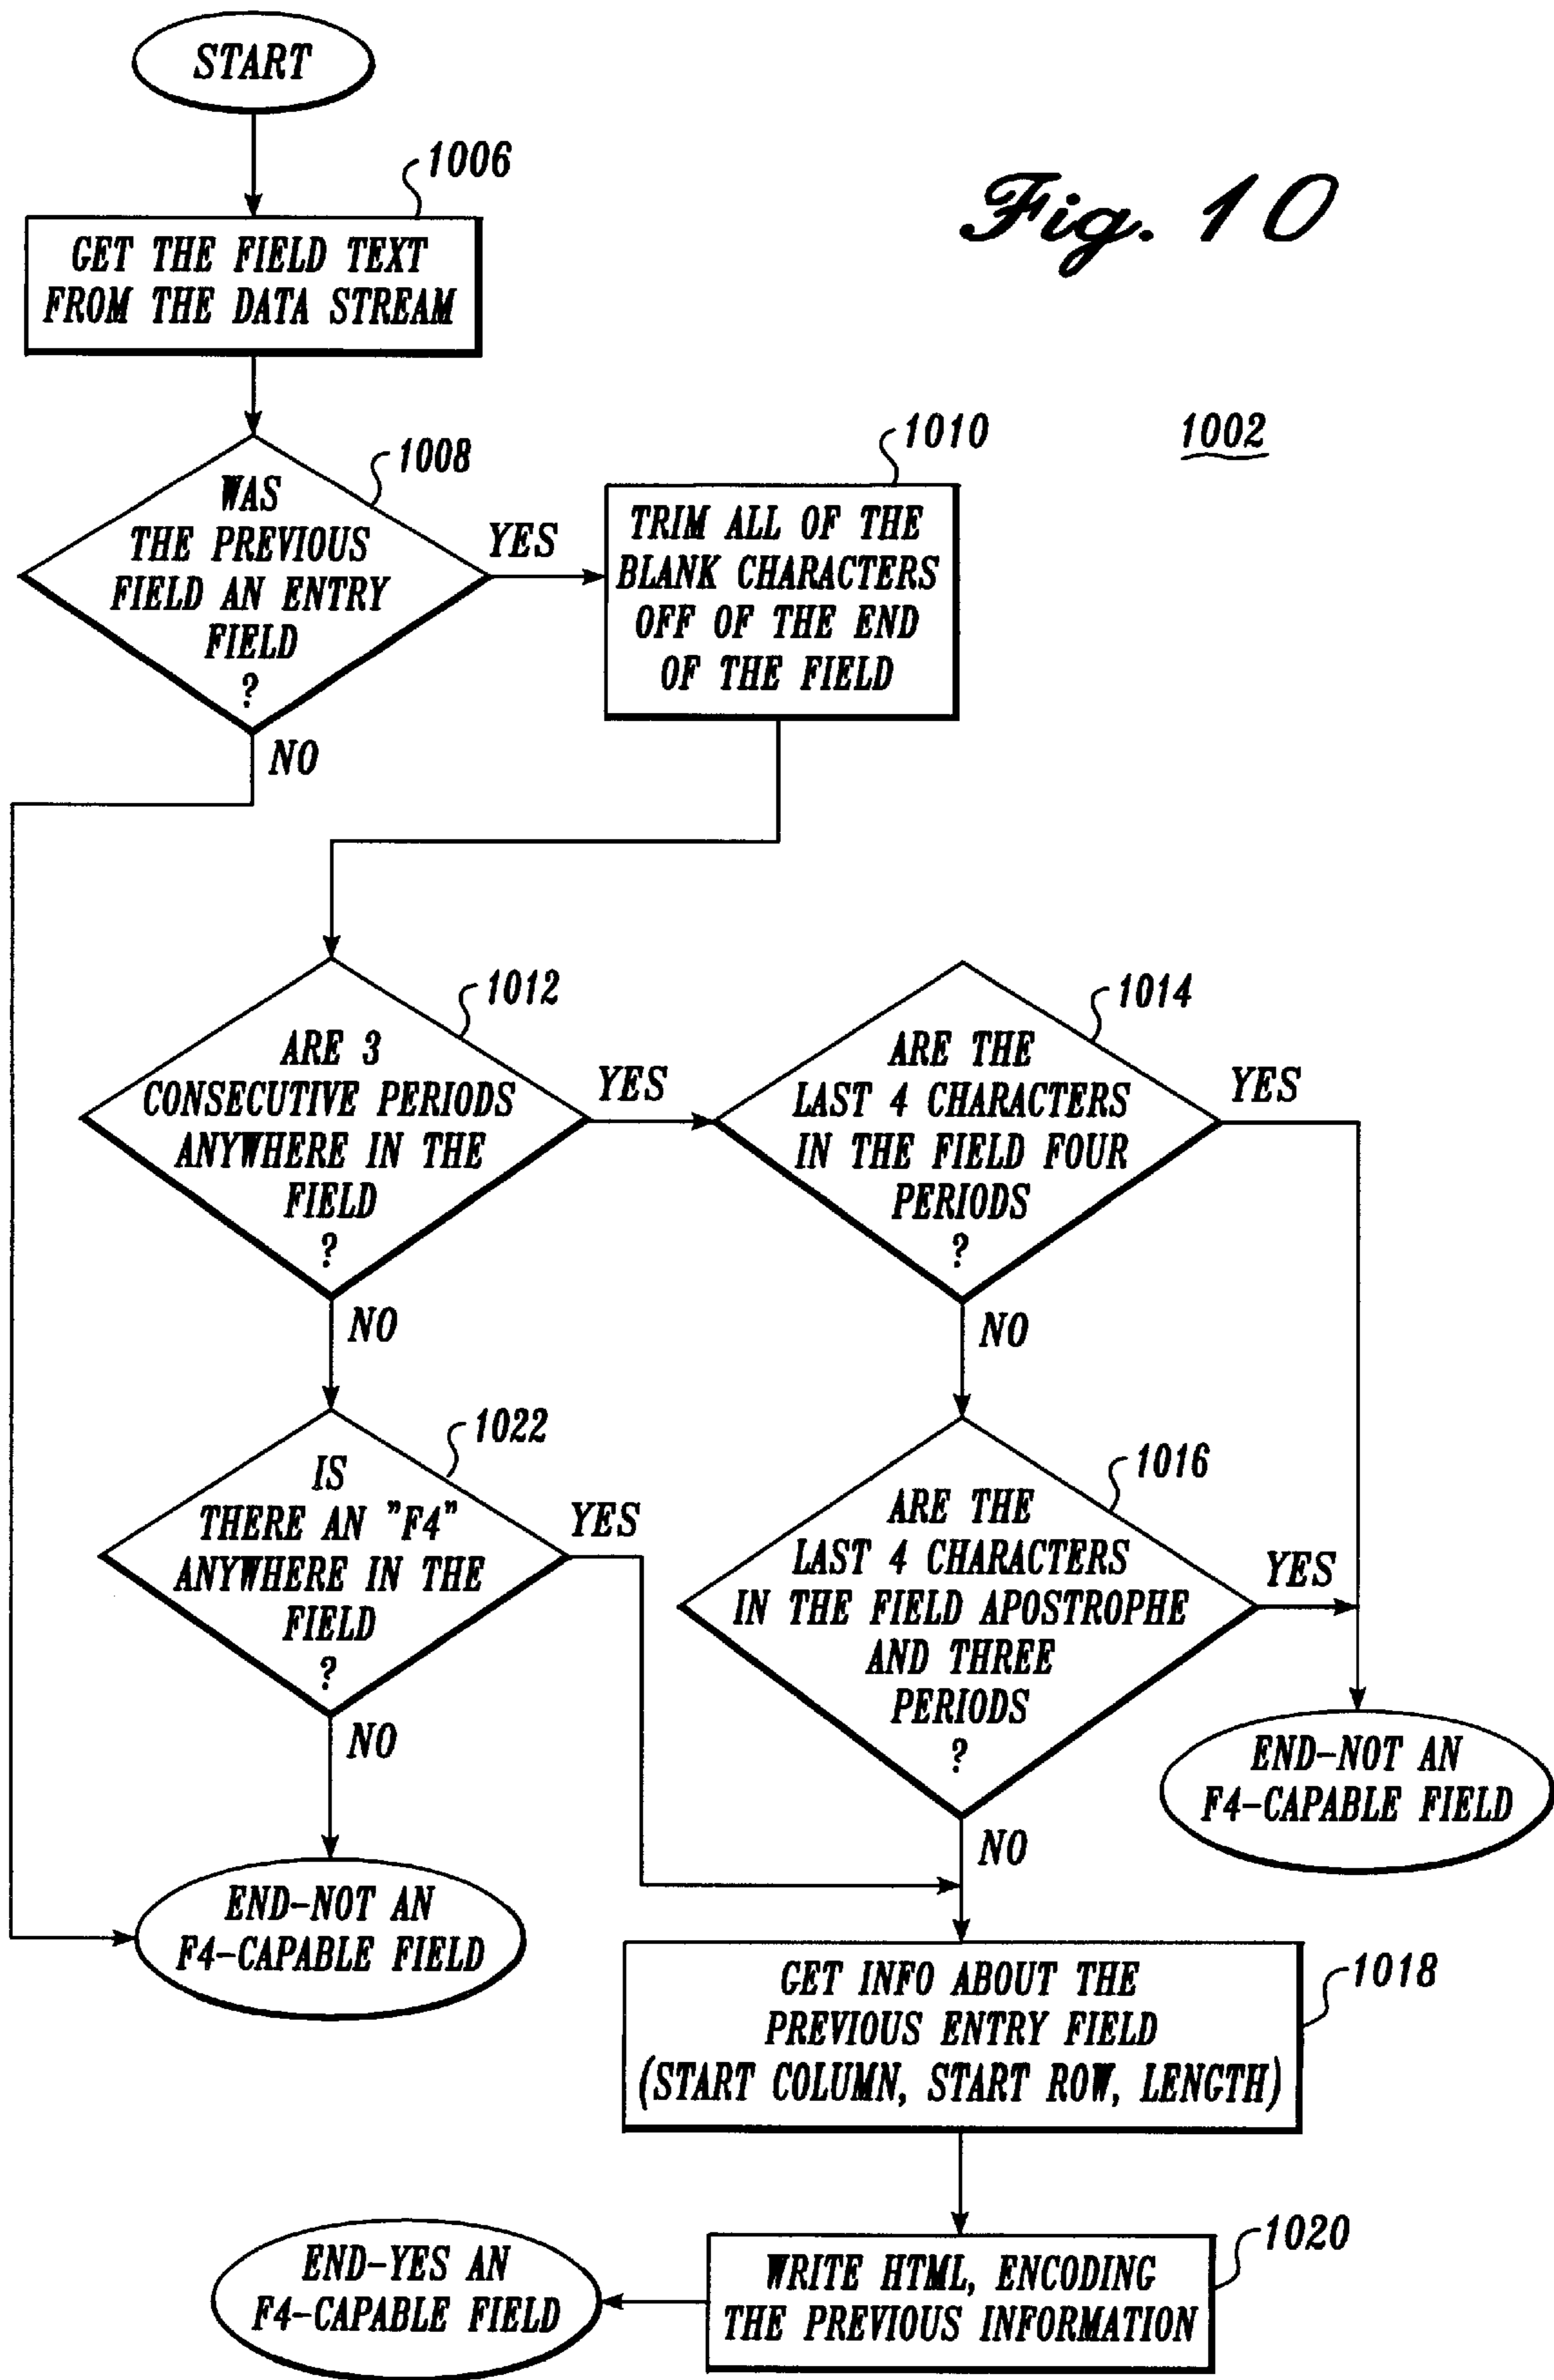 START
1006
Fig. 10
GET THE FIELD TEXT
FROM THE DATA STREAM
1008
WAS
THE PREVIOUS
FIELD AN ENTRY
FIELD
?
YES
NO
1010
TRIM ALL OF THE
BLANK CHARACTERS
OFF OF THE END
OF THE FIELD
1002
1012
ARE 3
CONSECUTIVE PERIODS
ANYWHERE IN THE
FIELD
?
YES
NO
1014
ARE THE
LAST 4 CHARACTERS
IN THE FIELD FOUR
PERIODS
?
YES
NO
1022
IS
THERE AN "F4"
ANYWHERE IN THE
FIELD
?
YES
NO
1016
ARE THE
LAST 4 CHARACTERS
IN THE FIELD APOSTROPHE
AND THREE
PERIODS
?
YES
NO
END-NOT AN
F4-CAPABLE FIELD
END-NOT AN
F4-CAPABLE FIELD
1018
GET INFO ABOUT THE
PREVIOUS ENTRY FIELD
(START COLUMN, START ROW, LENGTH)
1020
WRITE HTML, ENCODING
THE PREVIOUS INFORMATION
END-YES AN
F4-CAPABLE FIELD